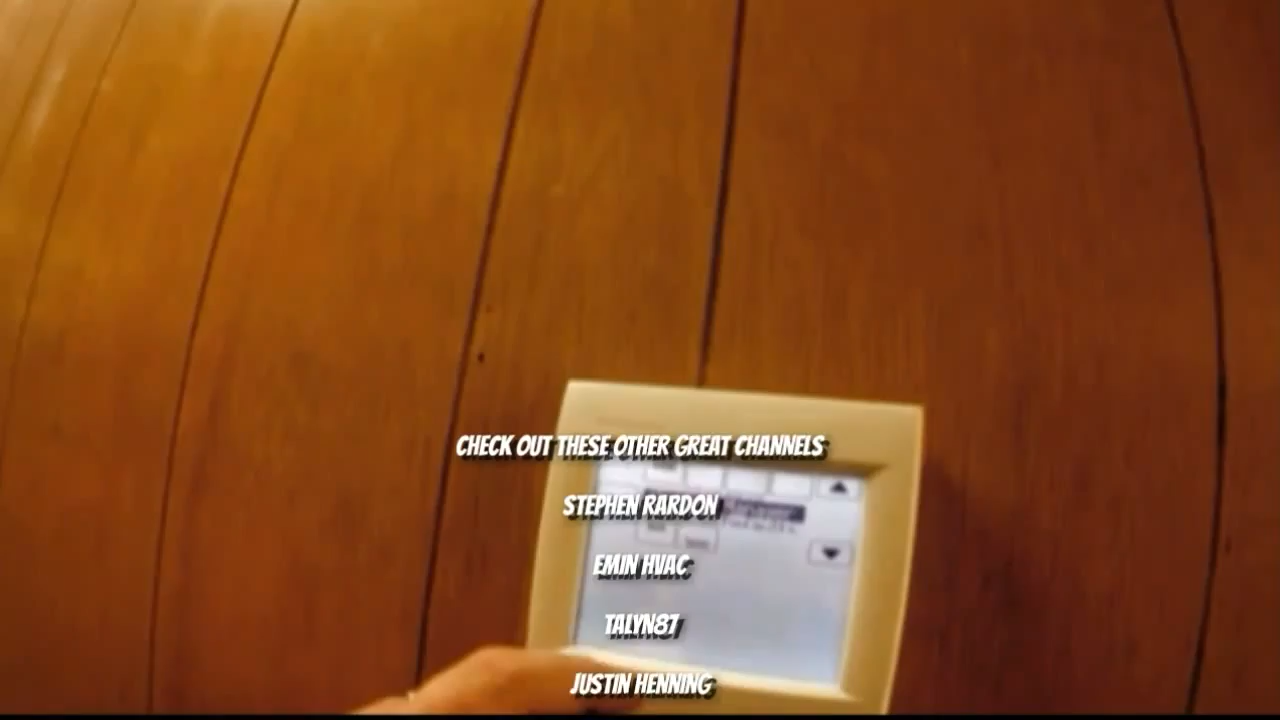 CHECK OUT THESE OTHER GREAT CHANNELS
STEPHEN RARDON
EMIN HVAC
TALYN87
JUSTIN HENNING